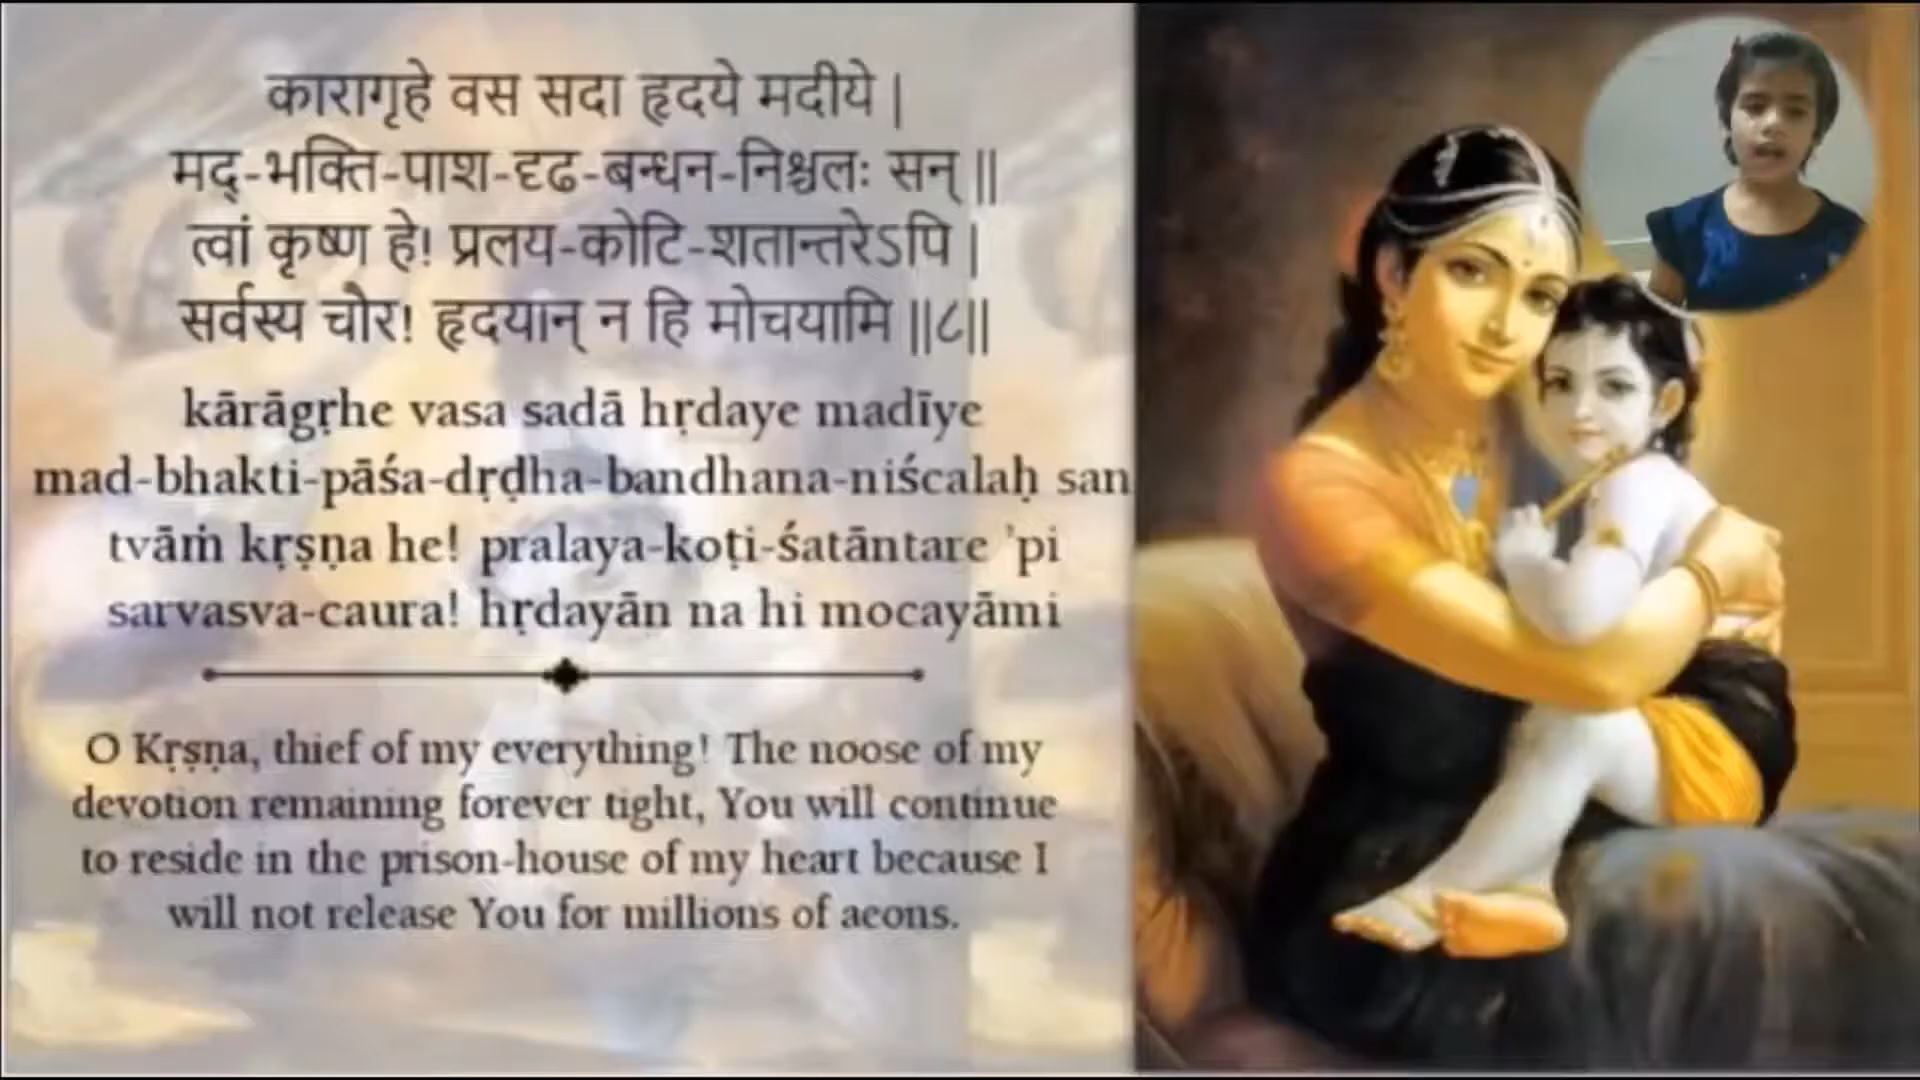 कारागृहे वस सदा हृदये मदीये |
मद्-भक्ति-पाश-दृढ-बन्धन-निश्चलः सन् ||
त्वां कृष्ण हे! प्रलय-कोटि-शतान्तरेऽपि |
सर्वस्य चौर! हृदयान् न हि मोचयामि ||८||
kārāgṛhe vasa sadā hṛdaye madīye
mad-bhakti-pāśa-dṛḍha-bandhana-niścalaḥ san
tvāṁ kṛṣṇa he! pralaya-koṭi-śatāntare 'pi
sarvasva-caura! hṛdayān na hi mocayāmi
O Kṛṣṇa, thief of my everything! The noose of my
devotion remaining forever tight, You will continue
to reside in the prison-house of my heart because I
will not release You for millions of aeons.